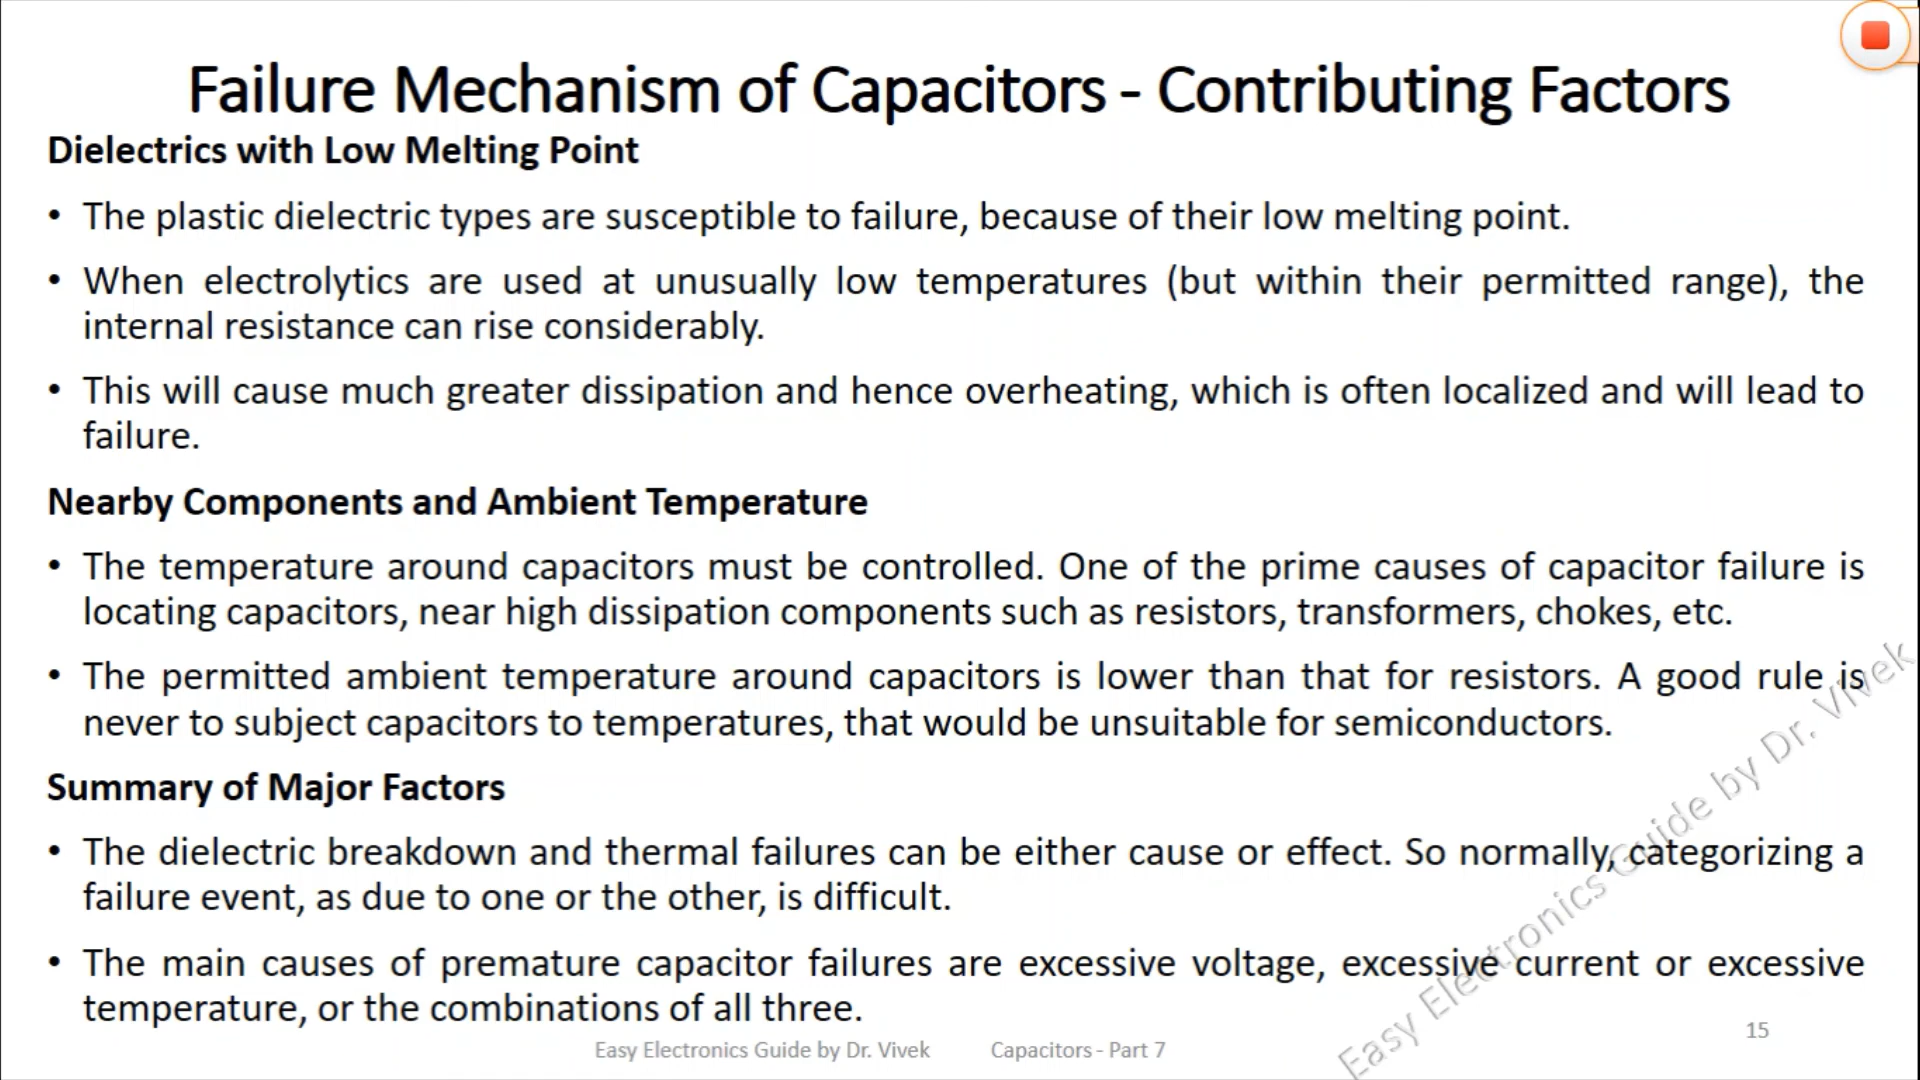 Failure Mechanism of Capacitors - Contributing Factors
Dielectrics with Low Melting Point
• The plastic dielectric types are susceptible to failure, because of their low melting point.
• When electrolytics are used at unusually low temperatures (but within their permitted range), the
internal resistance can rise considerably.
• This will cause much greater dissipation and hence overheating, which is often localized and will lead to
failure.
Nearby Components and Ambient Temperature
• The temperature around capacitors must be controlled. One of the prime causes of capacitor failure is
locating capacitors, near high dissipation components such as resistors, transformers, chokes, etc.
• The permitted ambient temperature around capacitors is lower than that for resistors. A good rule is
never to subject capacitors to temperatures, that would be unsuitable for semiconductors.
Summary of Major Factors
• The dielectric breakdown and thermal failures can be either cause or effect. So normally, categorizing a
failure event, as due to one or the other, is difficult.
• The main causes of premature capacitor failures are excessive voltage, excessive current or excessive
temperature, or the combinations of all three.
Easy Electronics Guide by Dr. Vivek
15
Easy Electronics Guide by Dr. Vivek Capacitors - Part 7